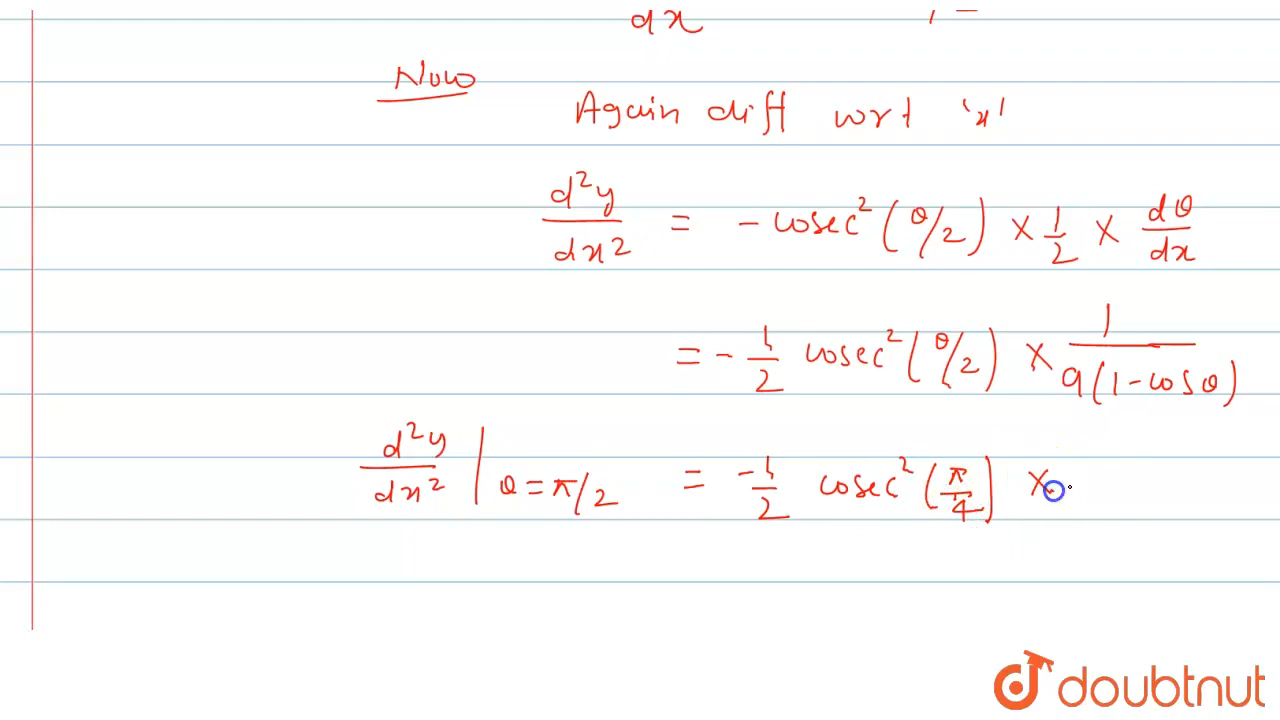 dx
Now
Again diff wrt 'x'
d²y/dx² = - cosec² (θ/2) × 1/2 × dθ/dx
= - 1/2 cosec² (θ/2) × 1/a(1-cosθ)
d²y/dx² | θ=π/2 = -1/2 cosec² (π/4) ×
doubtnut